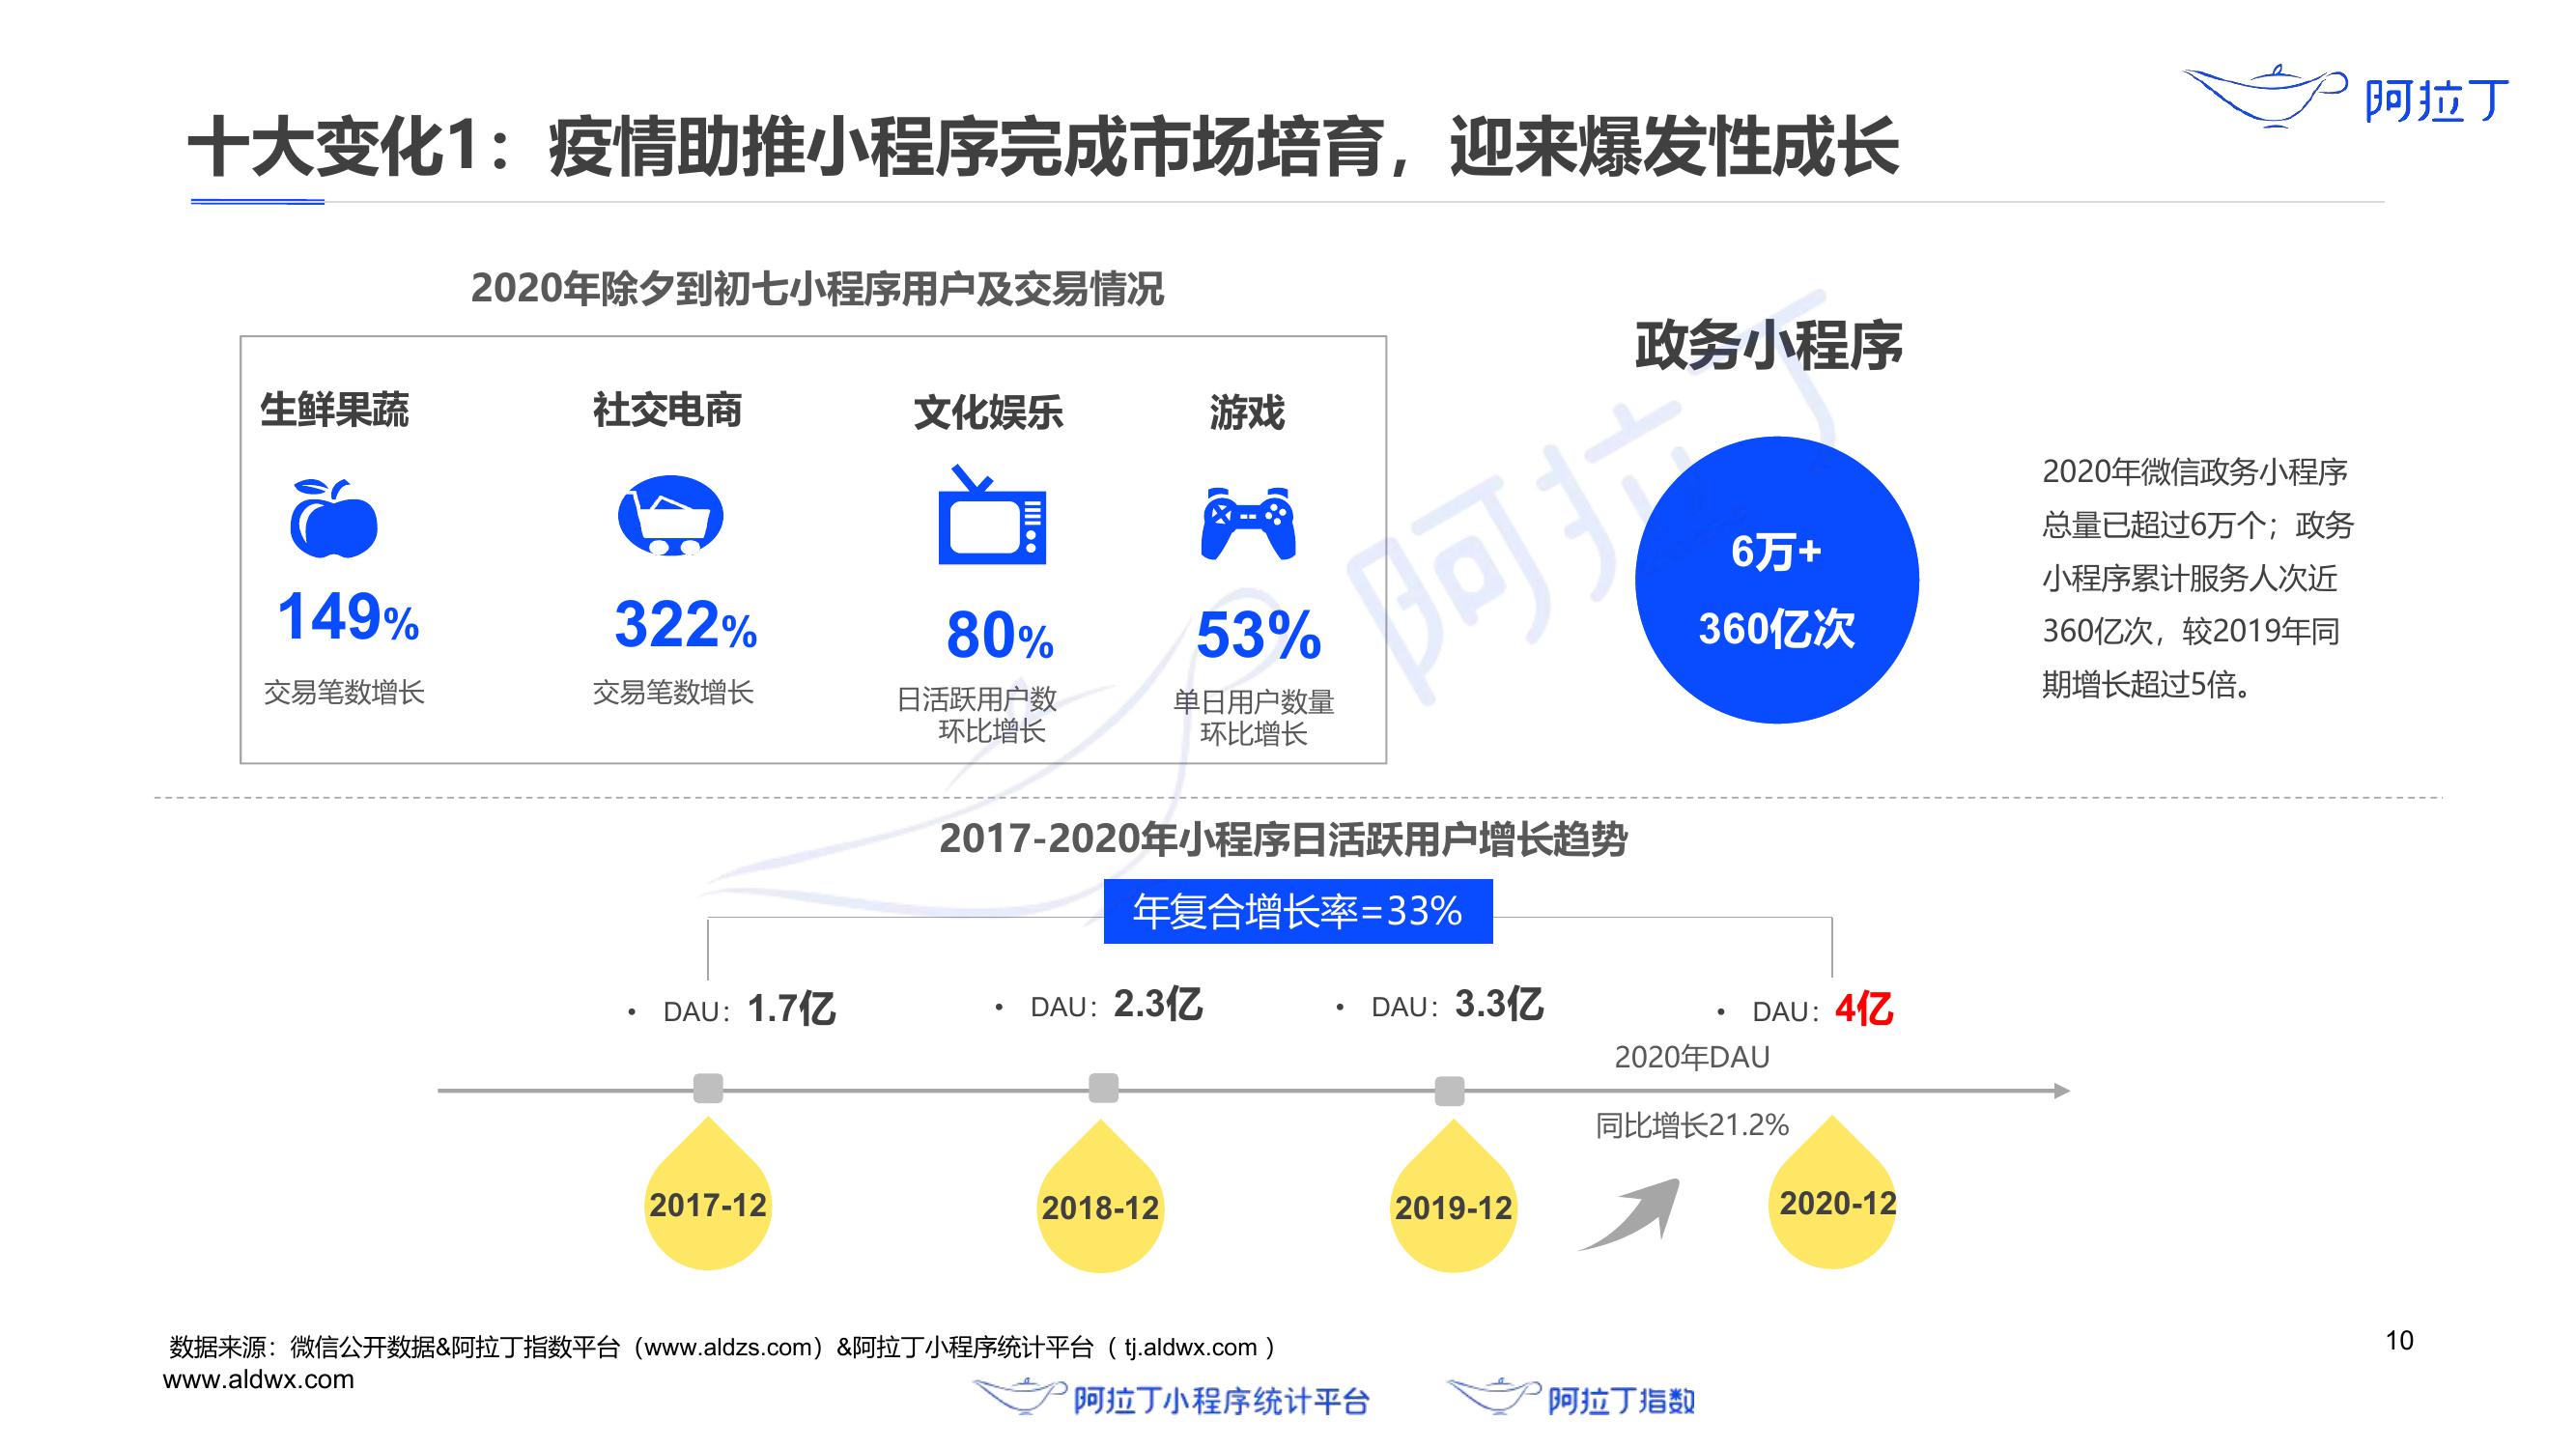 阿拉丁
十大变化1：疫情助推小程序完成市场培育，迎来爆发性成长
2020年除夕到初七小程序用户及交易情况
生鲜果蔬
149%
交易笔数增长
社交电商
322%
交易笔数增长
文化娱乐
80%
日活跃用户数
环比增长
游戏
53%
单日用户数量
环比增长
政务小程序
6万+
360亿次
2020年微信政务小程序
总量已超过6万个；政务
小程序累计服务人次近
360亿次，较2019年同
期增长超过5倍。
阿拉丁
2017-2020年小程序日活跃用户增长趋势
年复合增长率=33%
• DAU：1.7亿
• DAU：2.3亿
• DAU：3.3亿
• DAU：4亿
2020年DAU
同比增长21.2%
2017-12
2018-12
2019-12
2020-12
数据来源：微信公开数据&阿拉丁指数平台（www.aldzs.com）&阿拉丁小程序统计平台（ tj.aldwx.com ）
10
www.aldwx.com
阿拉丁小程序统计平台
阿拉丁指数